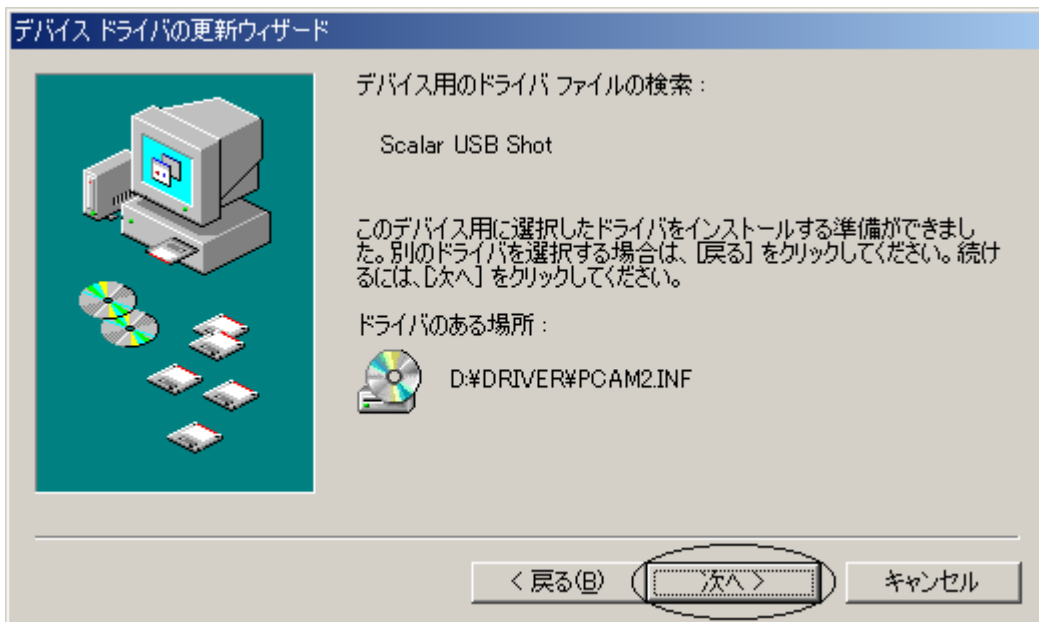 デバイス ドライバの更新ウィザード
デバイス用のドライバ ファイルの検索 :
Scalar USB Shot
このデバイス用に選択したドライバをインストールする準備ができまし
た。別のドライバを選択する場合は、[戻る] をクリックしてください。続け
るには、[次へ] をクリックしてください。
ドライバのある場所 :
D:¥DRIVER¥PCAM2.INF
< 戻る(B)
次へ >
キャンセル